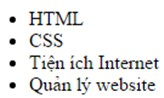 HTML
CSS
Tiện ích Internet
Quản lý website